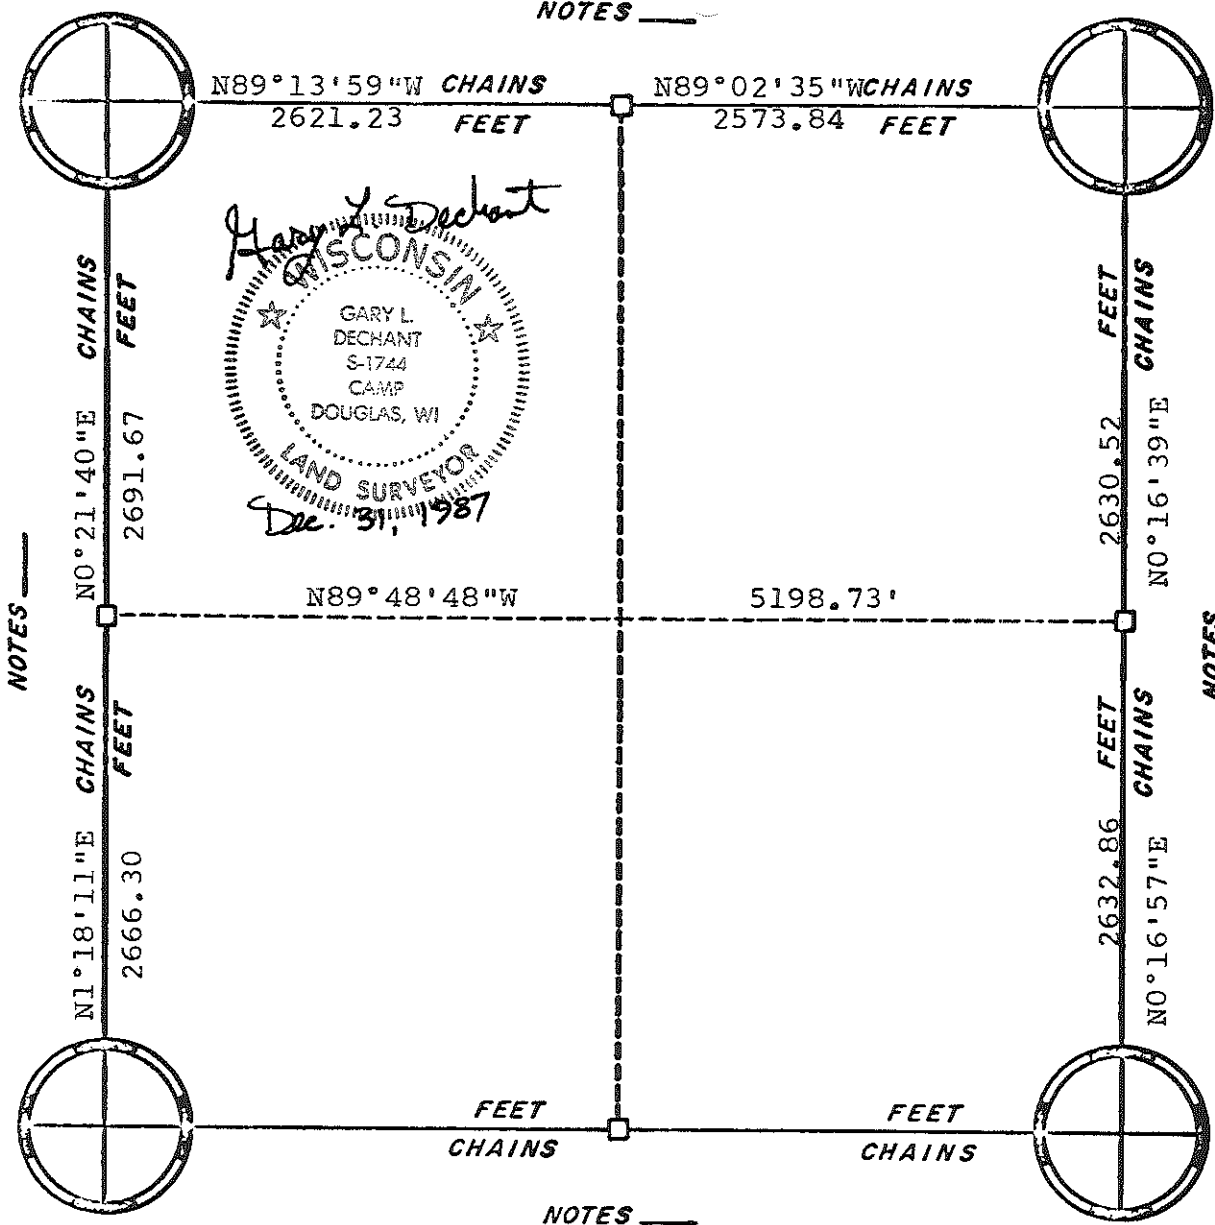 NOTES
N89°13'59"W CHAINS
2621.23 FEET
N89°02'35"W CHAINS
2573.84 FEET
Gary L. Dechant
WISCONSIN
GARY L.
DECHANT
S-1744
CAMP
DOUGLAS, WI
LAND SURVEYOR
Dec. 31, 1987
CHAINS
FEET
N0°21'40"E
2691.67
FEET
CHAINS
2630.52
N0°16'39"E
N89°48'48"W 5198.73'
NOTES
NOTES
CHAINS
FEET
N1°18'11"E
2666.30
FEET
CHAINS
2632.86
N0°16'57"E
FEET
CHAINS
FEET
CHAINS
NOTES